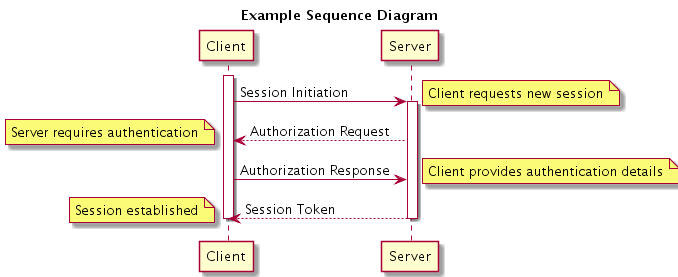 Example Sequence Diagram
Client
Server
Session Initiation
Client requests new session
Authorization Request
Server requires authentication
Authorization Response
Client provides authentication details
Session Token
Session established
Client
Server